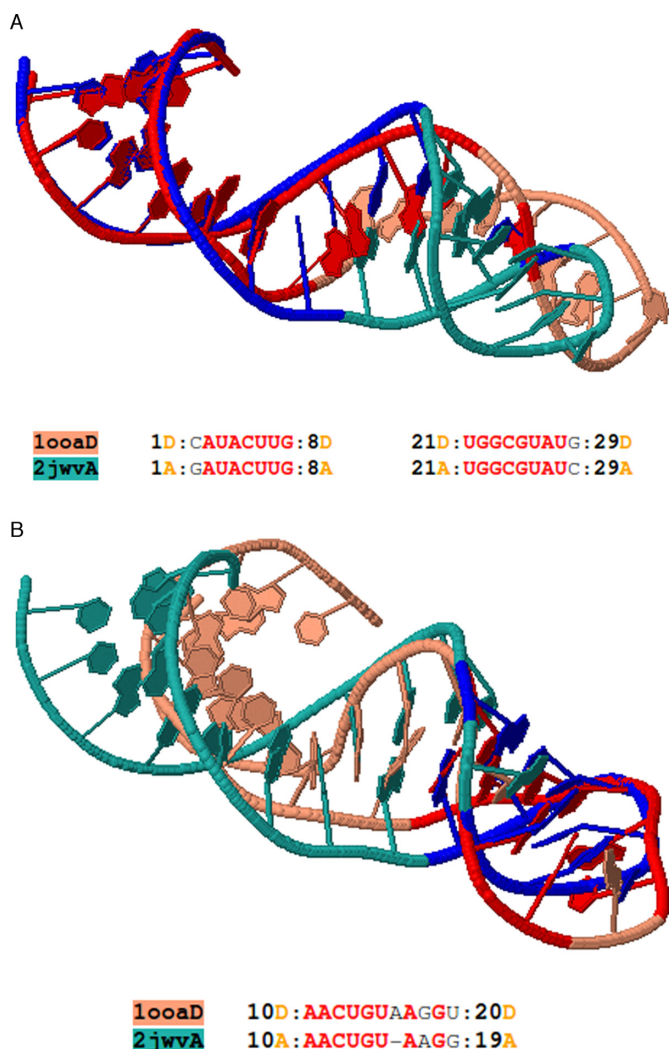 A
1ooaD 1D:CAUACUUG:8D 21D:UGGCGUAUG:29D
2jwvA 1A:GAUACUUG:8A 21A:UGGCGUAUC:29A
B
1ooaD 10D:AACUGUAAGGU:20D
2jwvA 10A:AACUGU-AAGG:19A